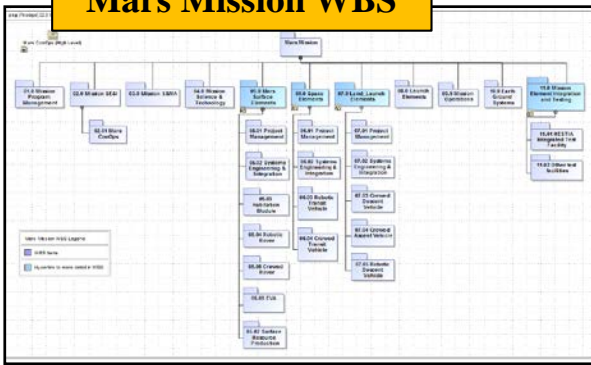 Mars Mission WBS
Mars ConOps (High Level)
Mars Mission
01.0 Mission
Program
Management
02.0 Mission SE&I
03.0 Mission S&MA
04.0 Mission
Science &
Technology
05.0 Mars
Surface
Elements
06.0 Space
Elements
07.0 Land_Launch
Elements
08.0 Launch
Elements
09.0 Mission
Operations
10.0 Earth
Ground
Systems
11.0 Mission
Element Integration
and Testing
02.01 Mars
ConOps
05.01 Project
Management
05.02 Systems
Engineering &
Integration
05.03
Habitation
Module
05.04 Robotic
Rover
05.05 Crewed
Rover
05.06 EVA
05.07 Surface
Resource
Production
06.01 Project
Management
06.02 Systems
Engineering &
Integration
06.03 Robotic
Transit
Vehicle
06.04 Crewed
Transit
Vehicle
07.01 Project
Management
07.02 Systems
Engineering &
Integration
07.03 Crewed
Descent
Vehicle
07.04 Crewed
Ascent Vehicle
07.05 Robotic
Descent
Vehicle
11.01 HESTIA
Integrated Test
Facility
11.02 Other test
facilities
Mars Mission WBS Legend
WBS Items